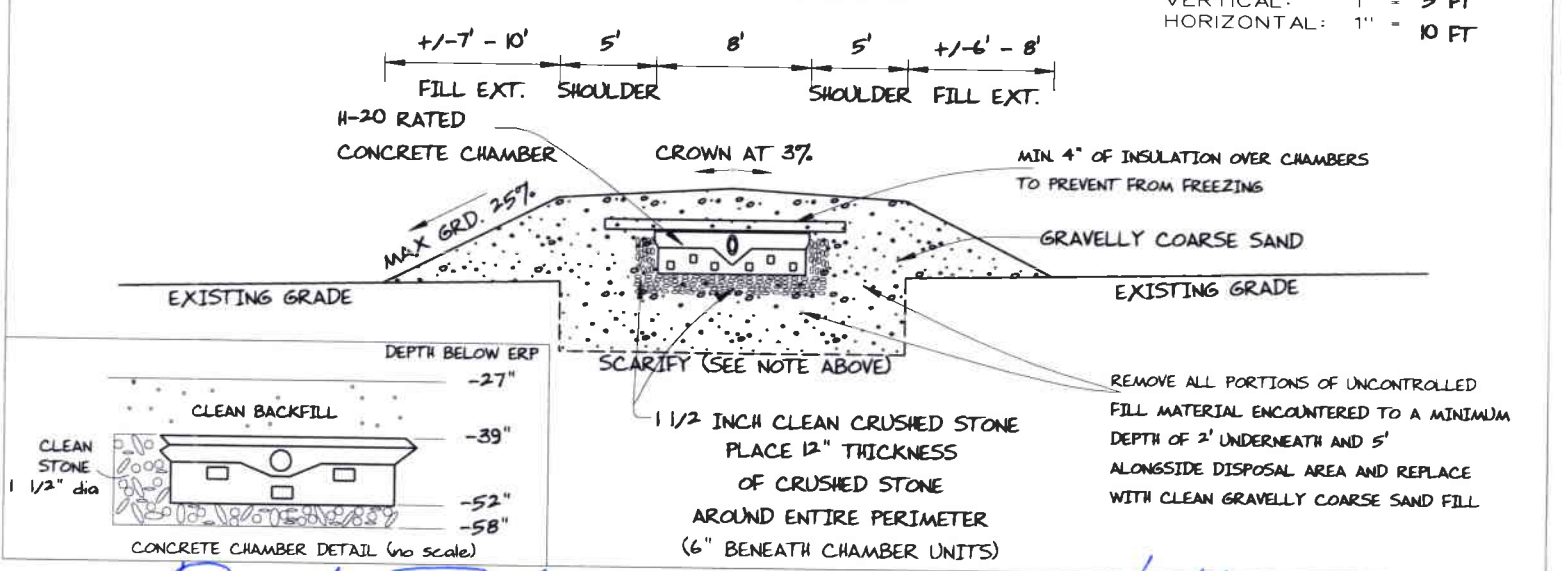 VERTICAL: 1" = 5 FT
HORIZONTAL: 1" = 10 FT
+/-7' - 10' 5' 8' 5' +/-6' - 8'
FILL EXT. SHOULDER SHOULDER FILL EXT.
H-20 RATED
CONCRETE CHAMBER
CROWN AT 3%
MIN. 4" OF INSULATION OVER CHAMBERS
TO PREVENT FROM FREEZING
MAX GRD. 25%
GRAVELLY COARSE SAND
EXISTING GRADE
EXISTING GRADE
SCARIFY (SEE NOTE ABOVE)
1 1/2 INCH CLEAN CRUSHED STONE
PLACE 12" THICKNESS
OF CRUSHED STONE
AROUND ENTIRE PERIMETER
(6" BENEATH CHAMBER UNITS)
REMOVE ALL PORTIONS OF UNCONTROLLED
FILL MATERIAL ENCOUNTERED TO A MINIMUM
DEPTH OF 2' UNDERNEATH AND 5'
ALONGSIDE DISPOSAL AREA AND REPLACE
WITH CLEAN GRAVELLY COARSE SAND FILL
DEPTH BELOW ERP
-27"
CLEAN BACKFILL
-39"
CLEAN
STONE
1 1/2" dia
-52"
-58"
CONCRETE CHAMBER DETAIL (no scale)